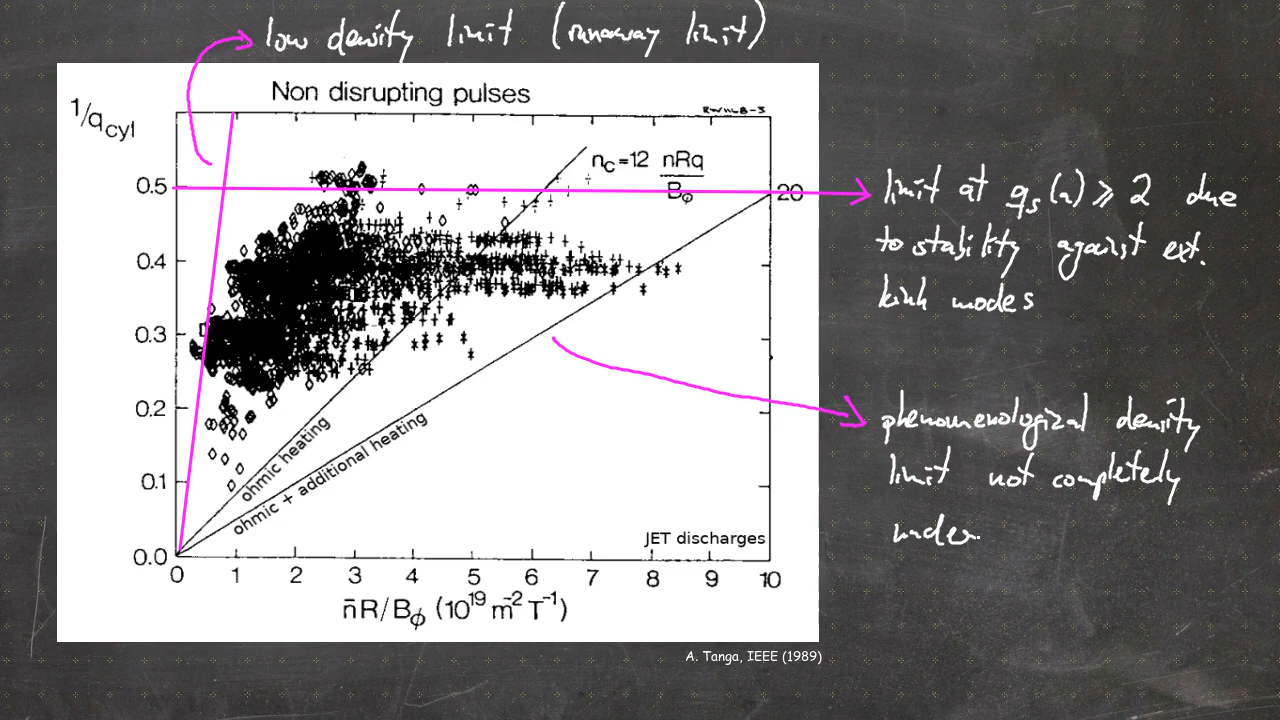 low density limit (runaway limit)
Non disrupting pulses
1/qcyl
nC=12 nRq/BΦ
20
0.5
0.4
0.3
0.2
0.1
0.0
ohmic heating
ohmic + additional heating
JET discharges
0 1 2 3 4 5 6 7 8 9 10
n̄R/Bϕ (10¹⁹ m⁻² T⁻¹)
A. Tanga, IEEE (1989)
limit at qs(a) ⩾ 2 due
to stability against ext.
kink modes
phenomenological density
limit not completely
under